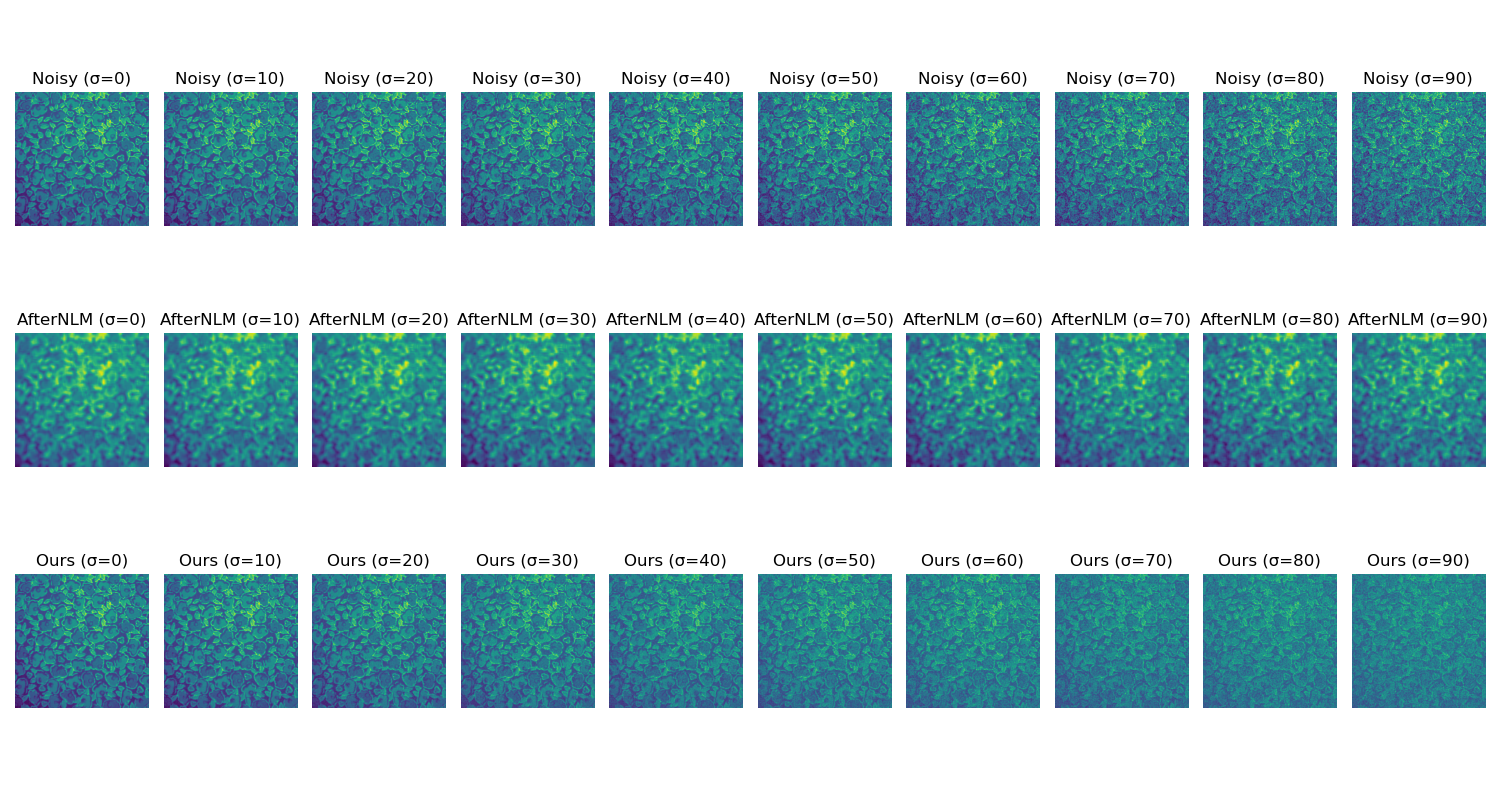 Noisy (σ=0) Noisy (σ=10) Noisy (σ=20) Noisy (σ=30) Noisy (σ=40) Noisy (σ=50) Noisy (σ=60) Noisy (σ=70) Noisy (σ=80) Noisy (σ=90)
AfterNLM (σ=0) AfterNLM (σ=10) AfterNLM (σ=20) AfterNLM (σ=30) AfterNLM (σ=40) AfterNLM (σ=50) AfterNLM (σ=60) AfterNLM (σ=70) AfterNLM (σ=80) AfterNLM (σ=90)
Ours (σ=0) Ours (σ=10) Ours (σ=20) Ours (σ=30) Ours (σ=40) Ours (σ=50) Ours (σ=60) Ours (σ=70) Ours (σ=80) Ours (σ=90)